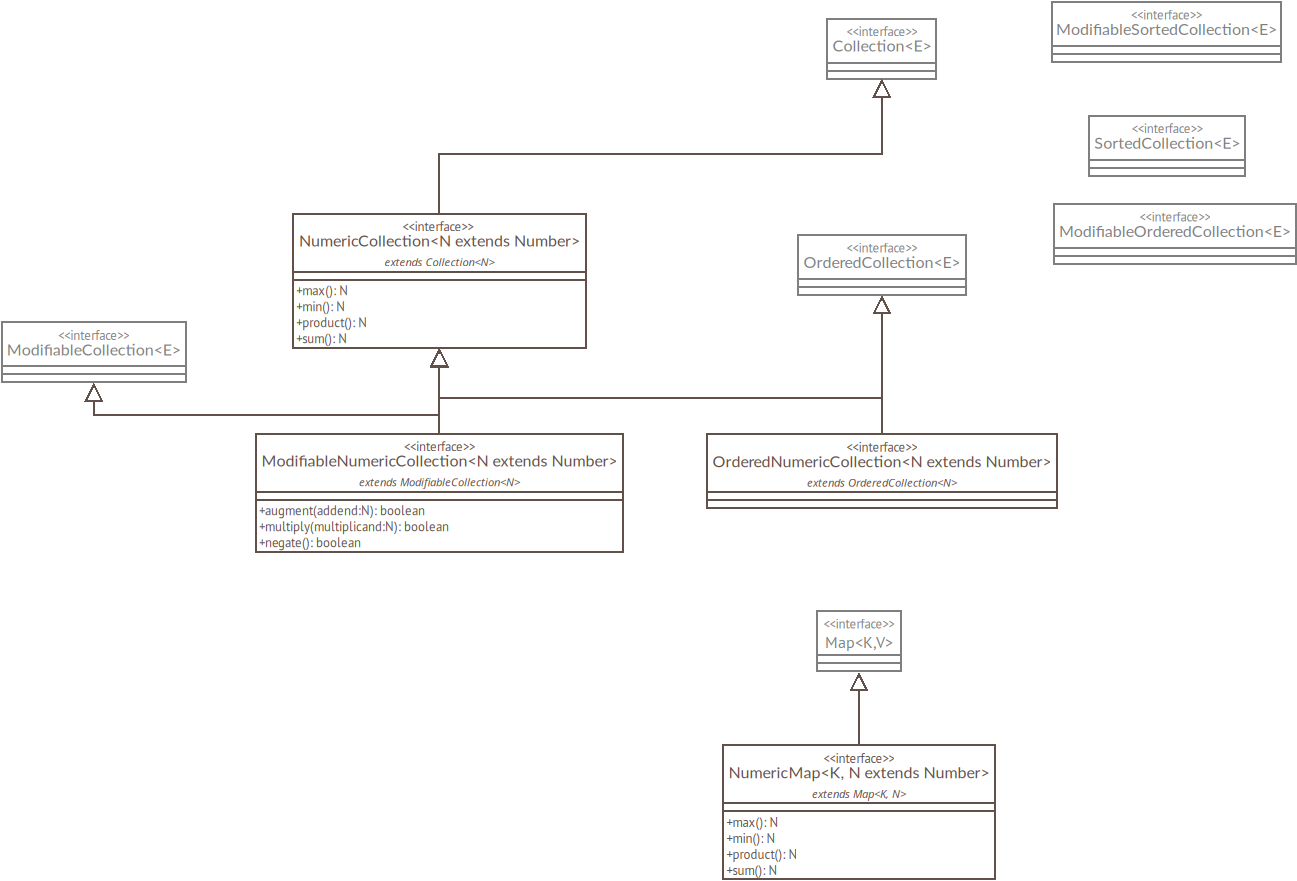 <<interface>>
Collection<E>
<<interface>>
ModifiableSortedCollection<E>
<<interface>>
SortedCollection<E>
<<interface>>
ModifiableOrderedCollection<E>
<<interface>>
NumericCollection<N extends Number>
extends Collection<N>
+max(): N
+min(): N
+product(): N
+sum(): N
<<interface>>
OrderedCollection<E>
<<interface>>
ModifiableCollection<E>
<<interface>>
ModifiableNumericCollection<N extends Number>
extends ModifiableCollection<N>
+augment(addend:N): boolean
+multiply(multiplicand:N): boolean
+negate(): boolean
<<interface>>
OrderedNumericCollection<N extends Number>
extends OrderedCollection<N>
<<interface>>
Map<K,V>
<<interface>>
NumericMap<K, N extends Number>
extends Map<K, N>
+max(): N
+min(): N
+product(): N
+sum(): N